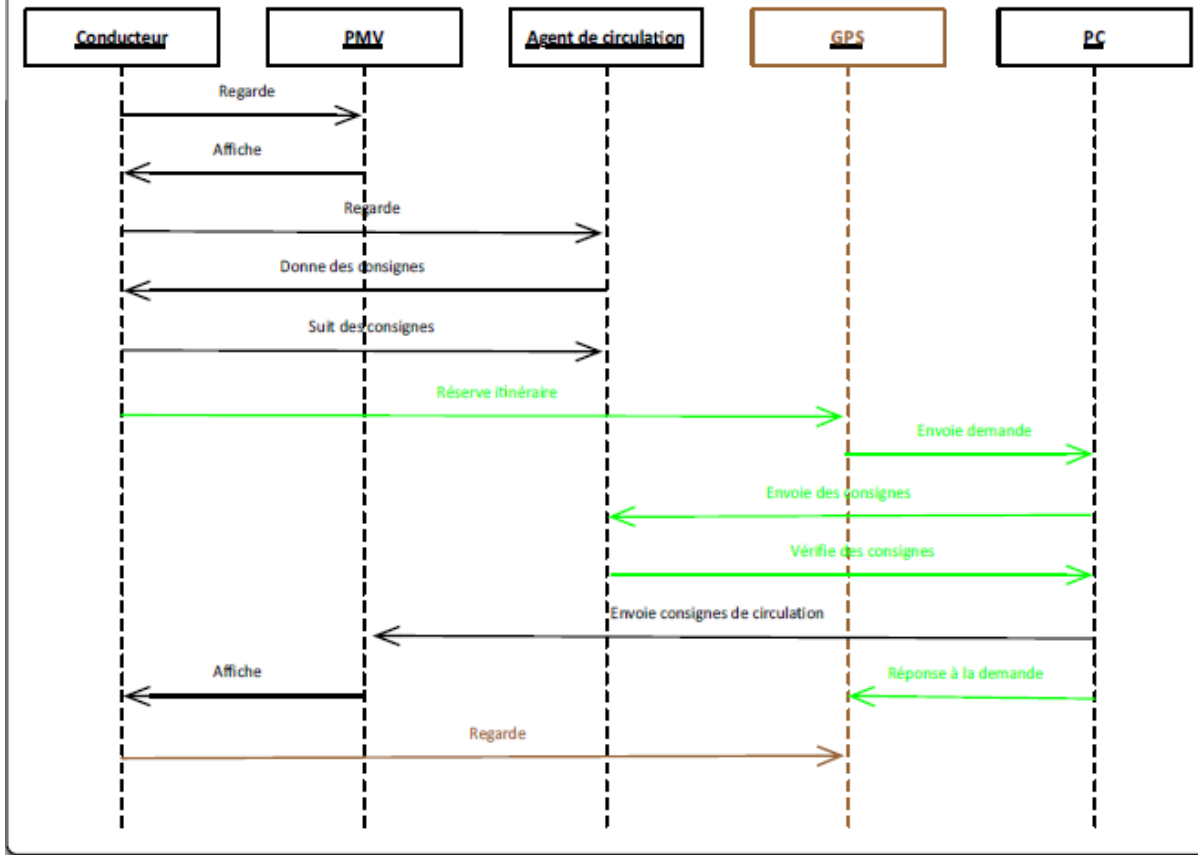 Conducteur
PMV
Agent de circulation
GPS
PC
Regarde
Affiche
Regarde
Donne des consignes
Suit des consignes
Réserve itinéraire
Envoie demande
Envoie des consignes
Vérifie des consignes
Envoie consignes de circulation
Affiche
Réponse à la demande
Regarde